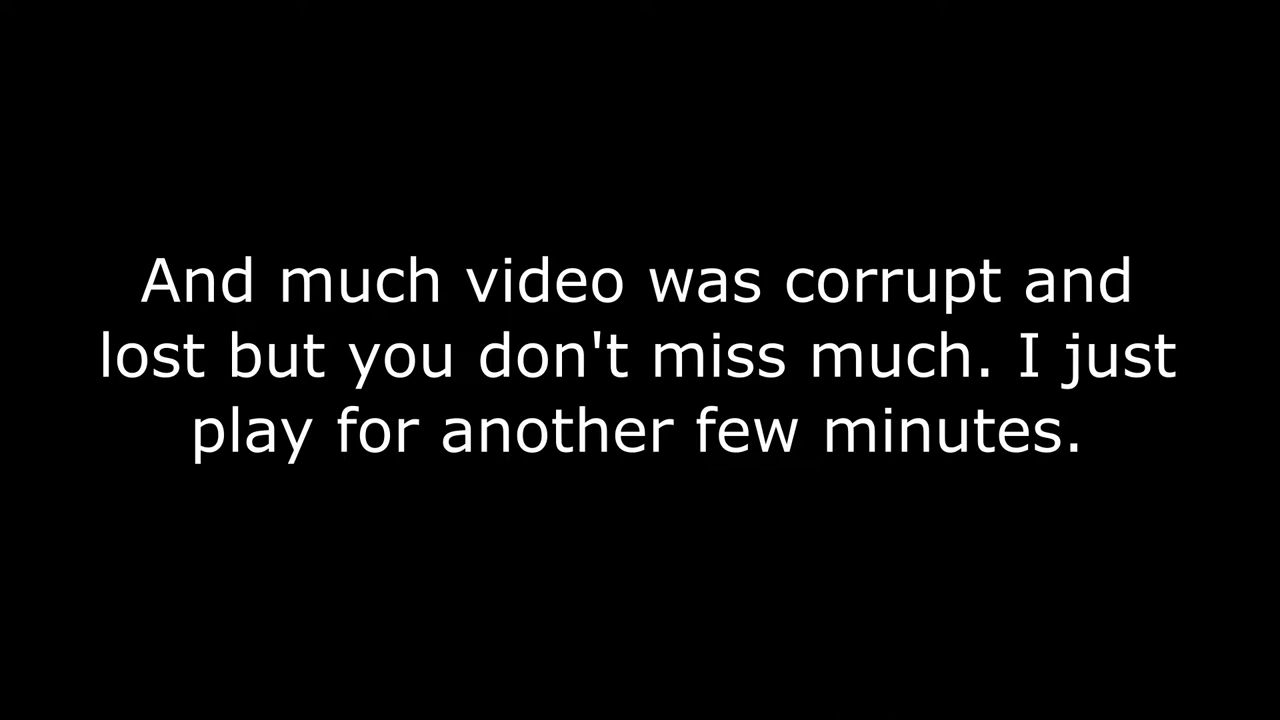 And much video was corrupt and
lost but you don't miss much. I just
play for another few minutes.